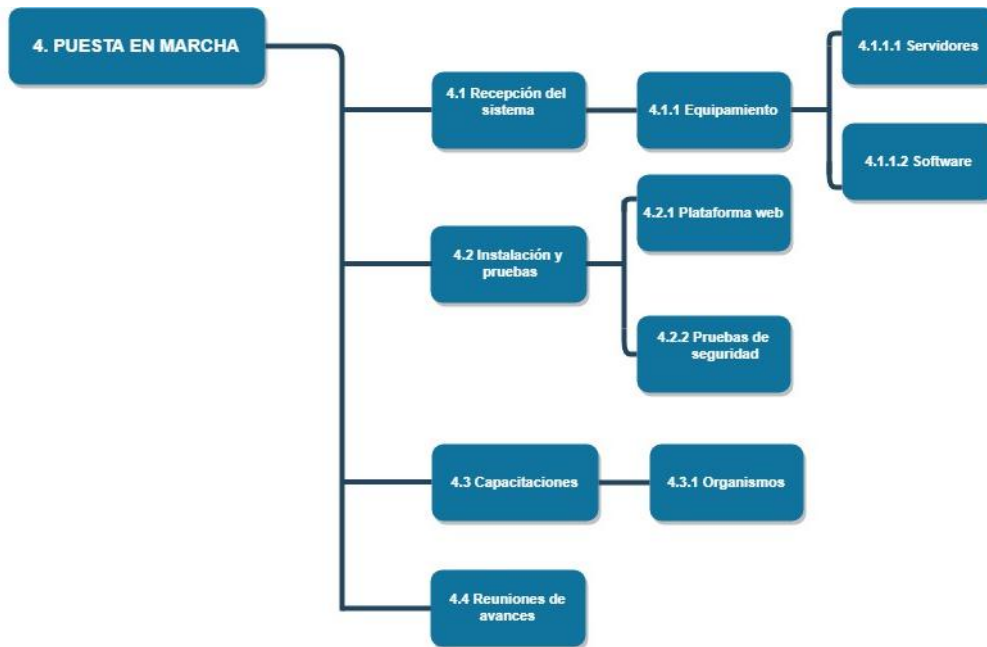 4. PUESTA EN MARCHA
4.1 Recepción del
sistema
4.1.1 Equipamiento
4.1.1.1 Servidores
4.1.1.2 Software
4.2 Instalación y
pruebas
4.2.1 Plataforma web
4.2.2 Pruebas de
seguridad
4.3 Capacitaciones
4.3.1 Organismos
4.4 Reuniones de
avances